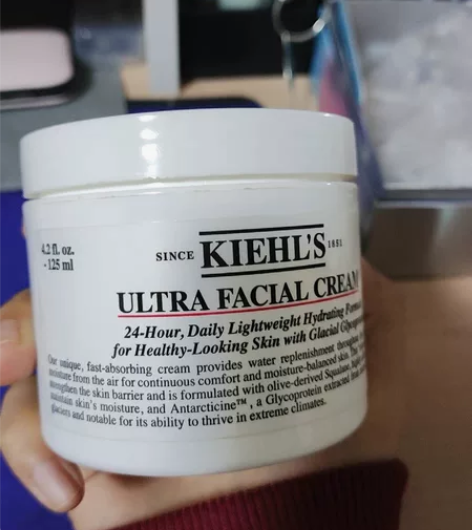 4.2 fl. oz.
- 125 ml
SINCE KIEHL'S 1851
ULTRA FACIAL CREAM
24-Hour, Daily Lightweight Hydrating
for Healthy-Looking Skin with Glacial
Our unique, fast-absorbing cream provides water replenishment throughout
moisture from the air for continuous comfort and moisture-balanced skin. The
strengthen the skin barrier and is formulated with olive-derived Squalane,
maintain skin's moisture, and Antarcticine™, a Glycoprotein extracted from
glaciers and notable for its ability to thrive in extreme climates.